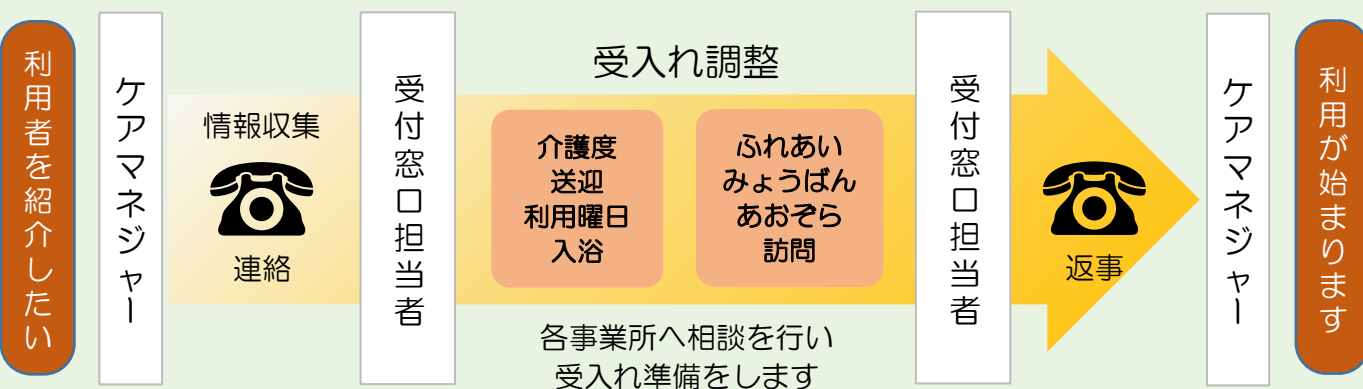 利用者を紹介したい
ケアマネジャー
情報収集
連絡
受付窓口担当者
受入れ調整
介護度
送迎
利用曜日
入浴
ふれあい
みょうばん
あおぞら
訪問
各事業所へ相談を行い
受入れ準備をします
受付窓口担当者
返事
ケアマネジャー
利用が始まります